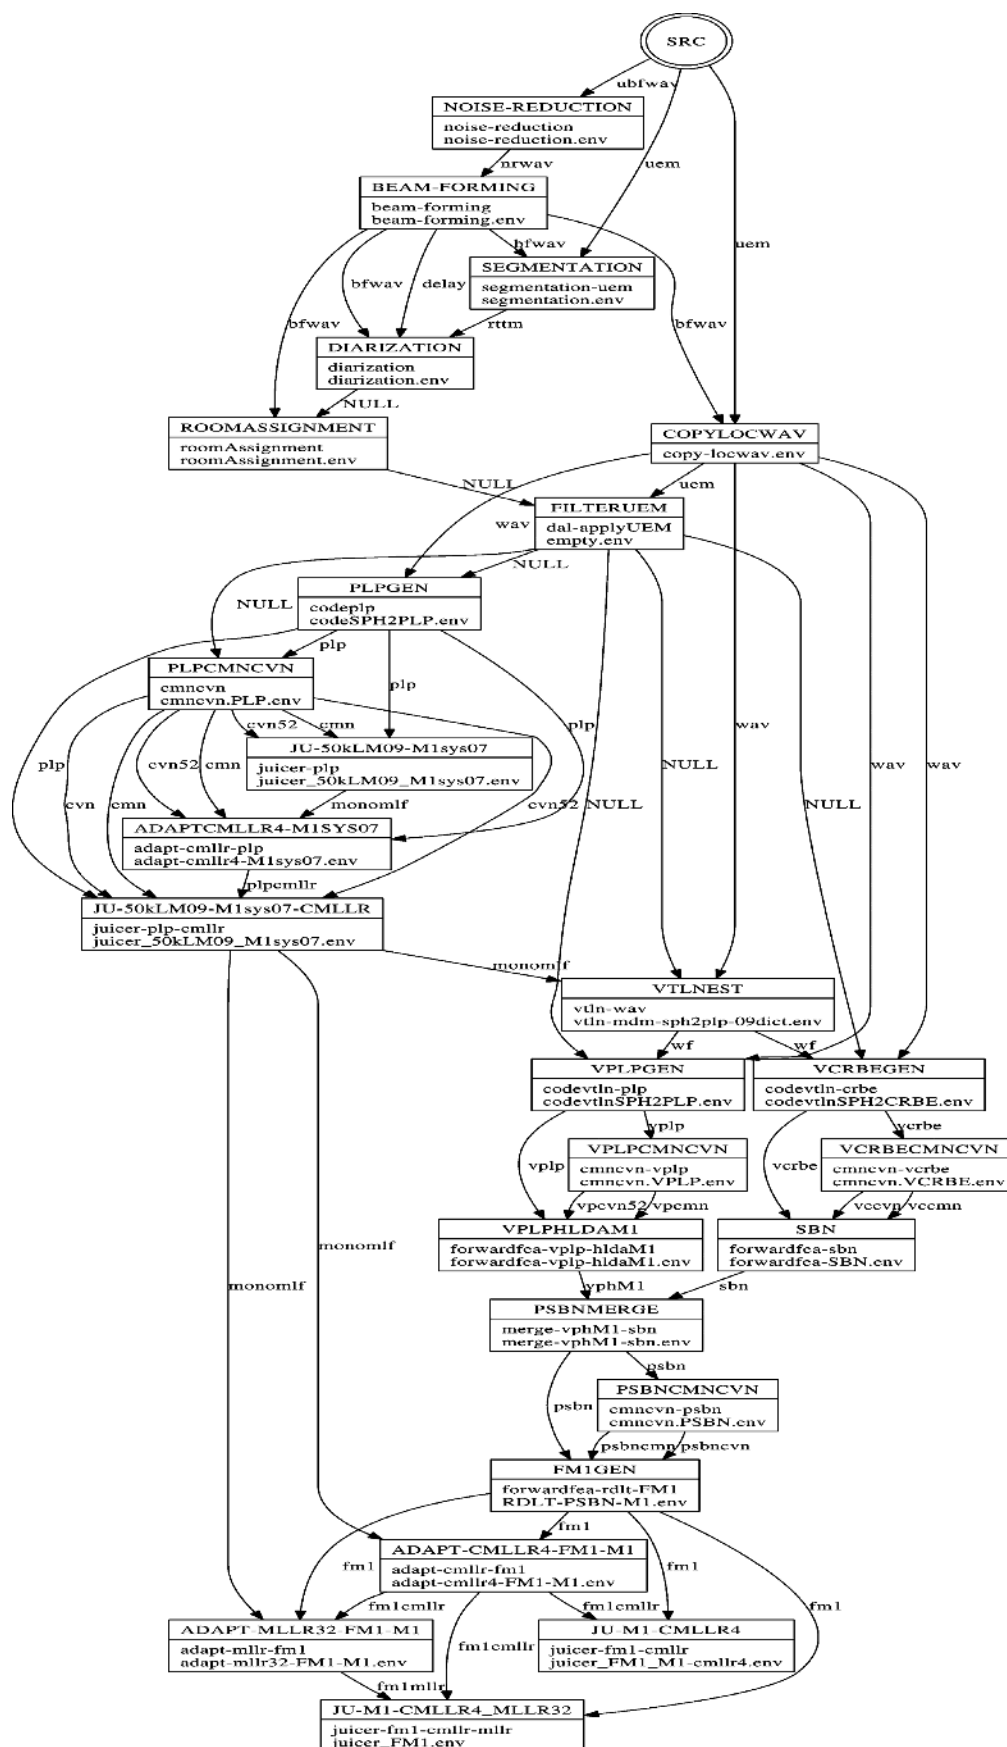 SRC
ubfwav
NOISE-REDUCTION
noise-reduction
noise-reduction.env
nrwav
uem
BEAM-FORMING
beam-forming
beam-forming.env
bfwav
uem
SEGMENTATION
segmentation-uem
segmentation.env
bfwav
delay
bfwav
rttm
bfwav
DIARIZATION
diarization
diarization.env
NULL
ROOMASSIGNMENT
roomAssignment
roomAssignment.env
COPYLOCWAV
copy-locwav.env
NULL
uem
FILTERUEM
dal-applyUEM
empty.env
wav
NULL
PLPGEN
codeplp
codeSPH2PLP.env
NULL
plp
PLPCMNCVN
cmncvn
cmncvn.PLP.env
plp
cvn52
cmn
plp
wav
JU-50kLM09-M1sys07
juicer-plp
juicer_50kLM09_M1sys07.env
plp
cvn52
cmn
NULL
wav
wav
cvn
cmn
monomlf
cvn52
NULL
NULL
ADAPTCMLLR4-M1SYS07
adapt-cmllr-plp
adapt-cmllr4-M1sys07.env
plpcmllr
JU-50kLM09-M1sys07-CMLLR
juicer-plp-cmllr
juicer_50kLM09_M1sys07.env
monomlf
VTLNEST
vtln-wav
vtln-mdm-sph2plp-09dict.env
wf
wf
VPLPGEN
codevtln-plp
codevtlnSPH2PLP.env
VCRBEGEN
codevtln-crbe
codevtlnSPH2CRBE.env
vplp
vcrbe
VPLPCMNCVN
cmncvn-vplp
cmncvn.VPLP.env
VCRBECMNCVN
cmncvn-vcrbe
cmncvn.VCRBE.env
vplp
vcrbe
vpcvn52
vpcmn
vccvn
vccmn
VPLPHLDAM1
forwardfea-vplp-hldaM1
forwardfea-vplp-hldaM1.env
SBN
forwardfea-sbn
forwardfea-SBN.env
monomlf
monomlf
vphM1
sbn
PSBNMERGE
merge-vphM1-sbn
merge-vphM1-sbn.env
psbn
PSBNCMNCVN
cmncvn-psbn
cmncvn.PSBN.env
psbn
psbncmn
psbncvn
FM1GEN
forwardfea-rdlt-FM1
RDLT-PSBN-M1.env
fm1
ADAPT-CMLLR4-FM1-M1
adapt-cmllr-fm1
adapt-cmllr4-FM1-M1.env
fm1
fm1
fm1
fm1cmllr
fm1cmllr
ADAPT-MLLR32-FM1-M1
adapt-mllr-fm1
adapt-mllr32-FM1-M1.env
JU-M1-CMLLR4
juicer-fm1-cmllr
juicer_FM1_M1-cmllr4.env
fm1cmllr
fm1mllr
JU-M1-CMLLR4_MLLR32
juicer-fm1-cmllr-mllr
juicer_FM1.env